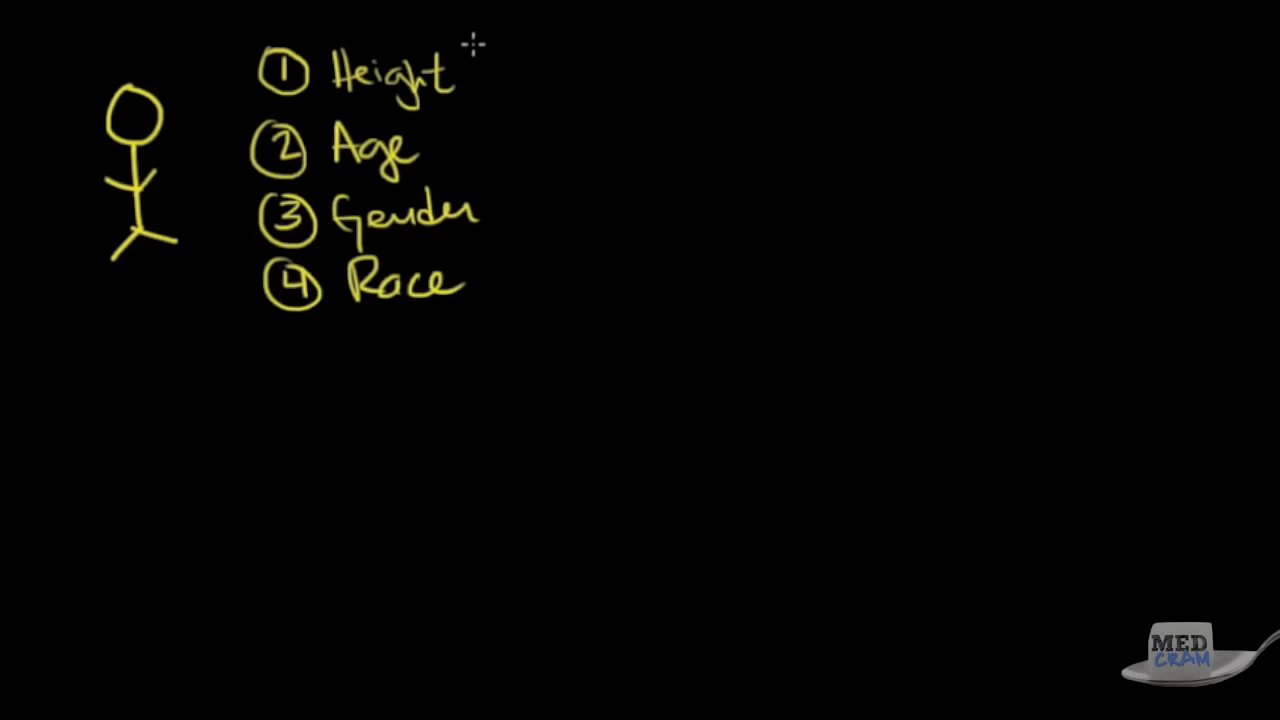 ① Height
② Age
③ Gender
④ Race
MED
CRAM